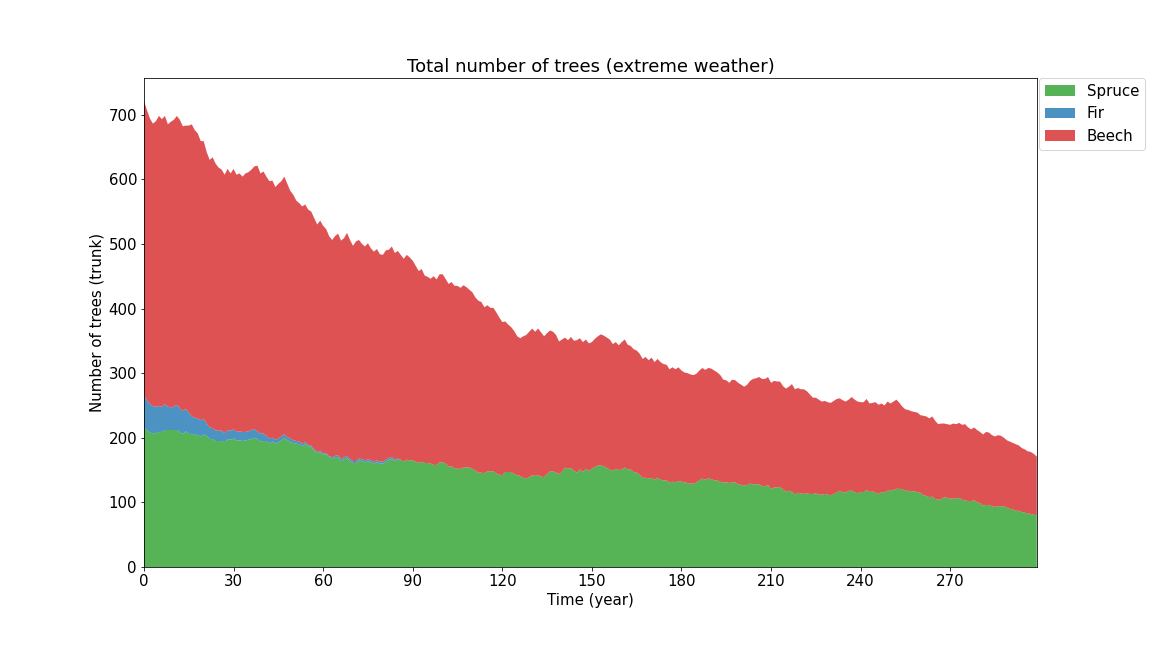 Total number of trees (extreme weather)
Spruce
Fir
Beech
Number of trees (trunk)
700
600
500
400
300
200
100
0
0 30 60 90 120 150 180 210 240 270
Time (year)